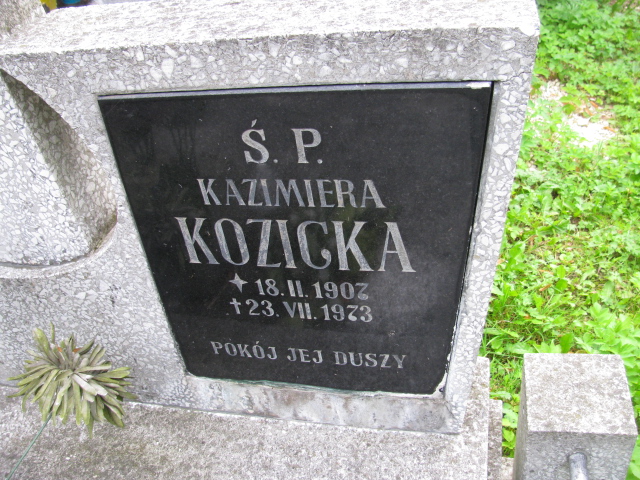 Ś. P.
KAZIMIERA
KOZICKA
✦ 18. II. 1907
† 23. VII. 1973
POKÓJ JEJ DUSZY